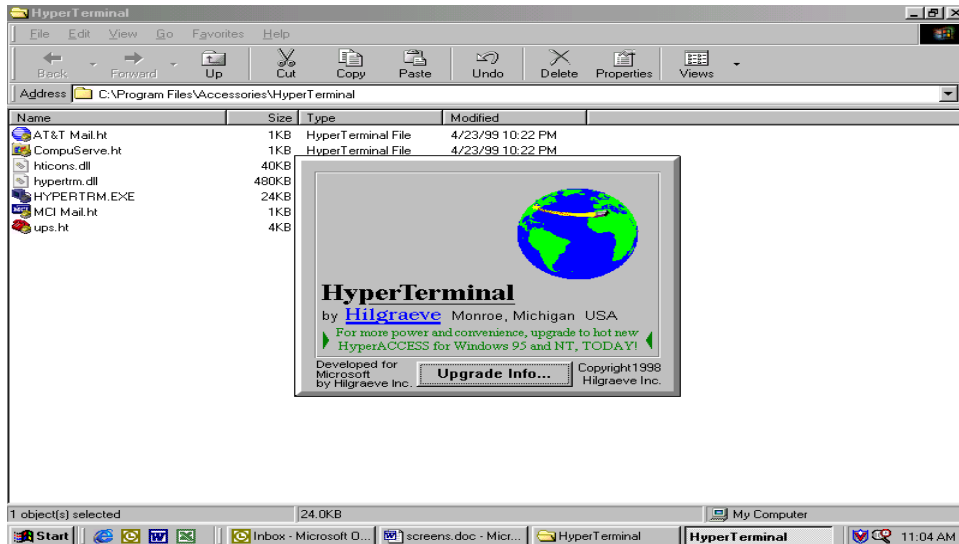 HyperTerminal
File Edit View Go Favorites Help
Back Forward Up Cut Copy Paste Undo Delete Properties Views
Address C:\Program Files\Accessories\HyperTerminal
Name Size Type Modified
AT&T Mail.ht 1KB HyperTerminal File 4/23/99 10:22 PM
CompuServe.ht 1KB HyperTerminal File 4/23/99 10:22 PM
hticons.dll 40KB
hypertrm.dll 480KB
HYPERTRM.EXE 24KB
MCI Mail.ht 1KB
ups.ht 4KB
HyperTerminal
by Hilgraeve Monroe, Michigan USA
For more power and convenience, upgrade to hot new
HyperACCESS for Windows 95 and NT, TODAY!
Developed for
Microsoft
by Hilgraeve Inc.
Upgrade Info...
Copyright1998
Hilgraeve Inc.
1 object(s) selected 24.0KB My Computer
Start Inbox - Microsoft O... screens.doc - Micr... HyperTerminal HyperTerminal 11:04 AM